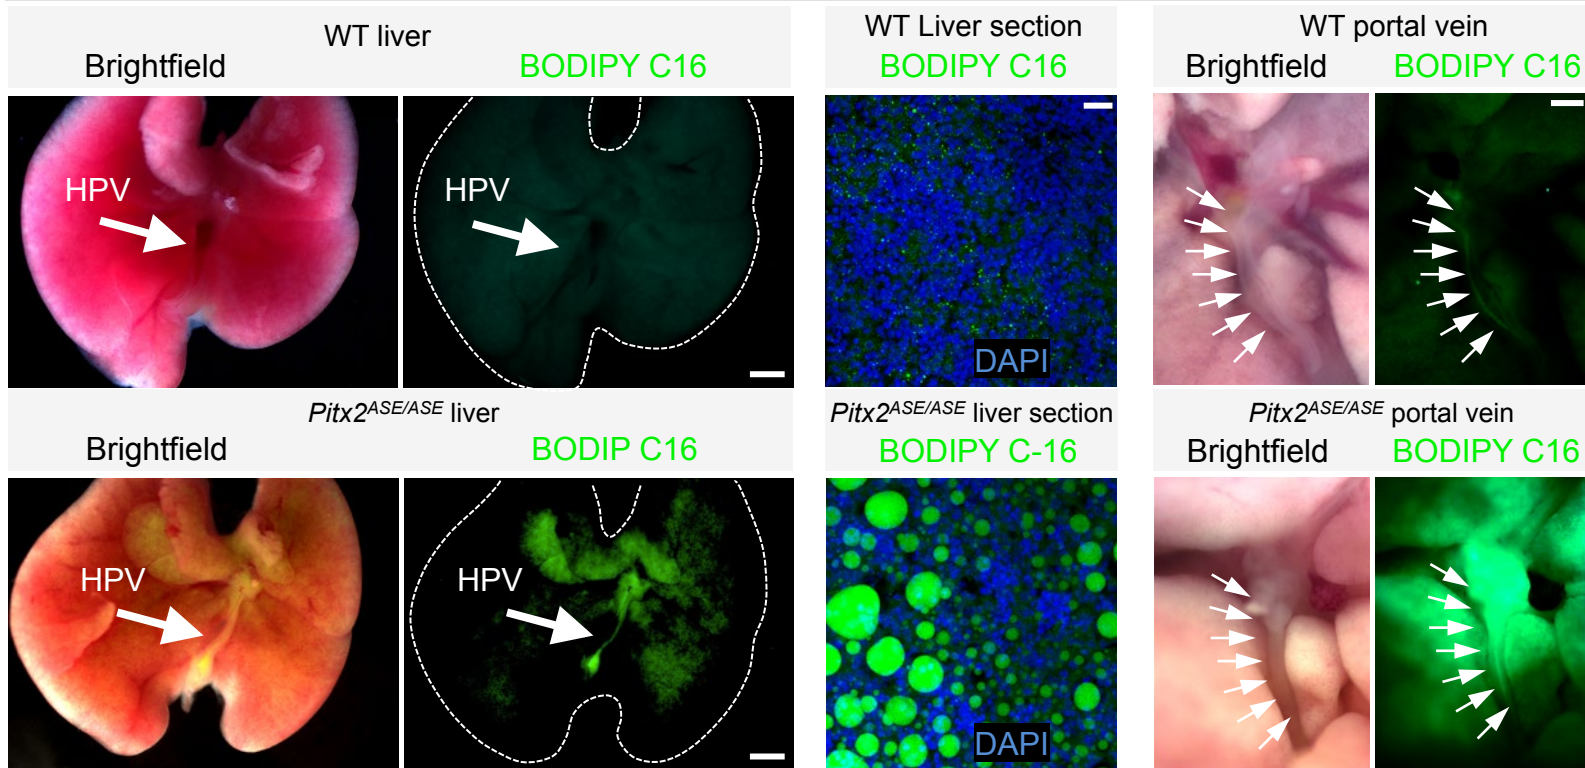 WT liver
Brightfield BODIPY C16
WT Liver section
BODIPY C16
WT portal vein
Brightfield BODIPY C16
HPV
HPV
DAPI
Pitx2ASE/ASE liver
Brightfield BODIP C16
Pitx2ASE/ASE liver section
BODIPY C-16
Pitx2ASE/ASE portal vein
Brightfield BODIPY C16
HPV
HPV
DAPI